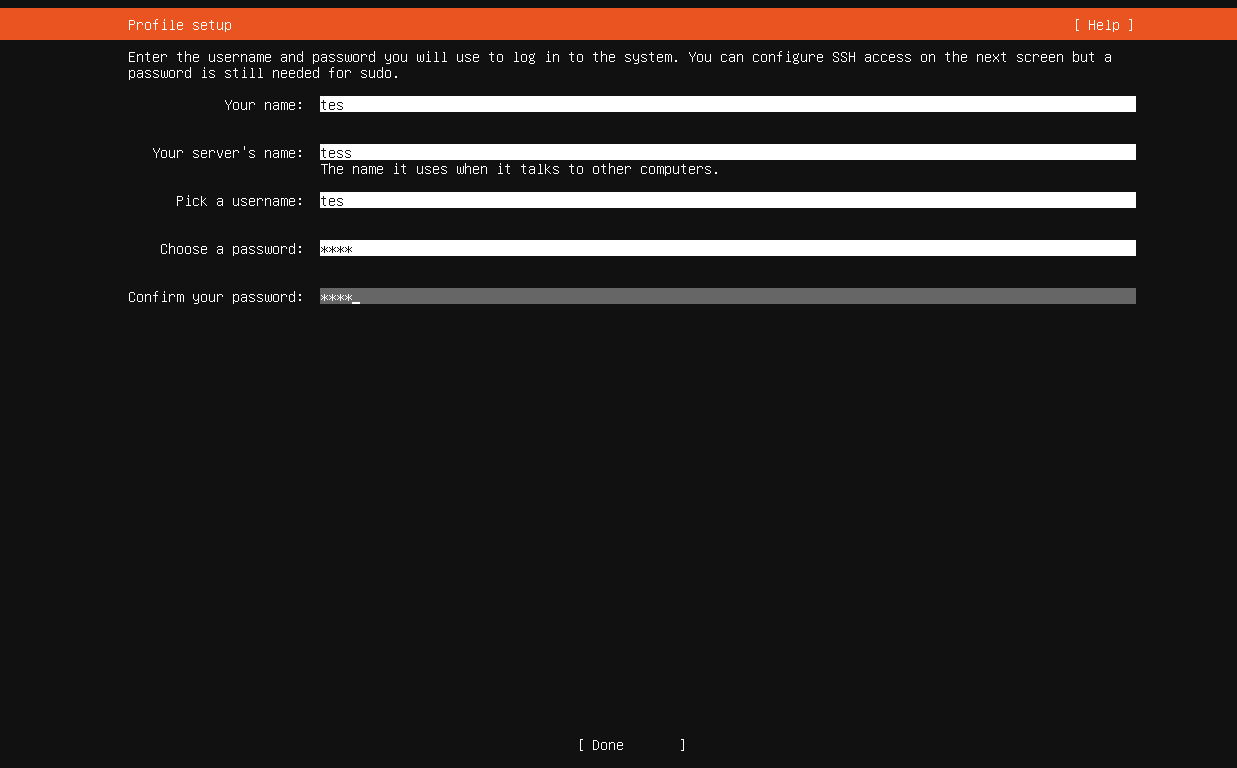 Profile setup [ Help ]
Enter the username and password you will use to log in to the system. You can configure SSH access on the next screen but a
password is still needed for sudo.
Your name: tes
Your server's name: tess
The name it uses when it talks to other computers.
Pick a username: tes
Choose a password: ****
Confirm your password: ****_
[ Done ]